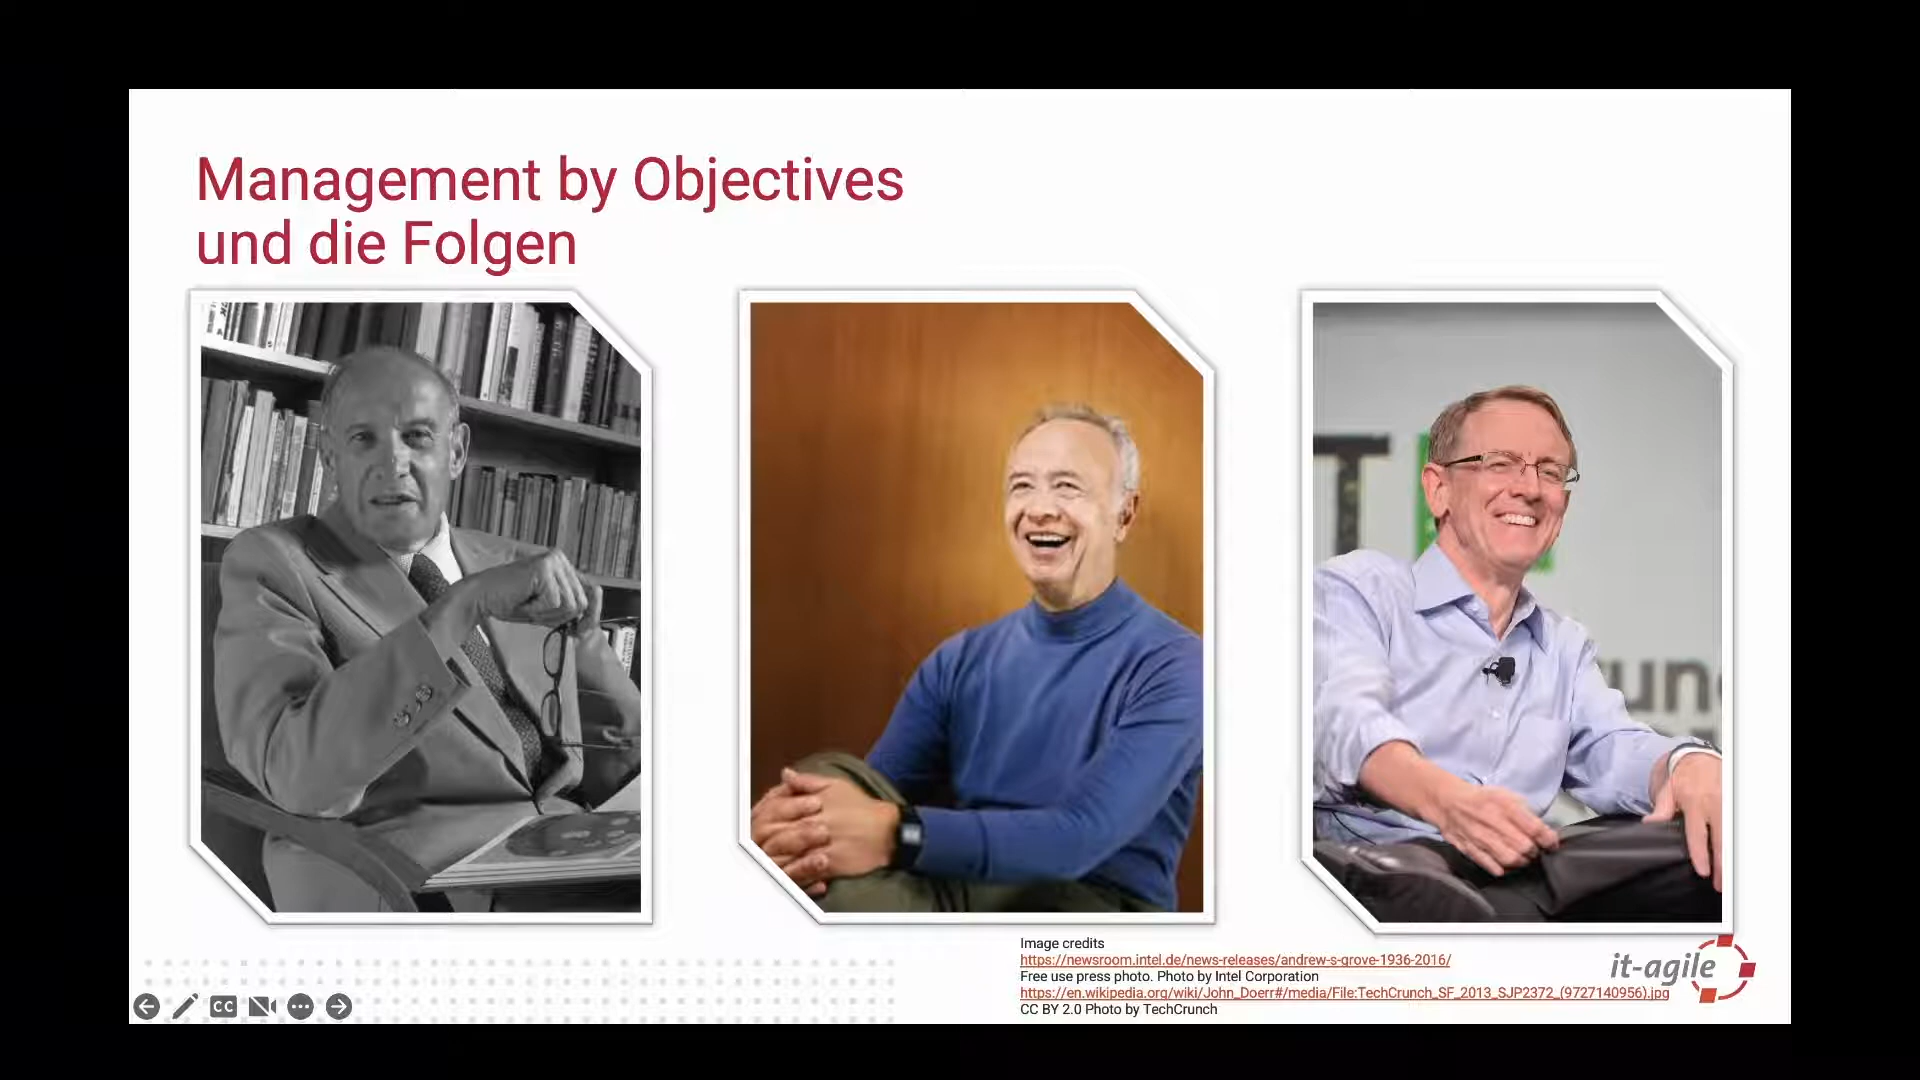 Management by Objectives
und die Folgen
Image credits
https://newsroom.intel.de/news-releases/andrew-s-grove-1936-2016/
Free use press photo. Photo by Intel Corporation
https://en.wikipedia.org/wiki/John_Doerr#/media/File:TechCrunch_SF_2013_SJP2372_(9727140956).jpg
CC BY 2.0 Photo by TechCrunch
it-agile
CC